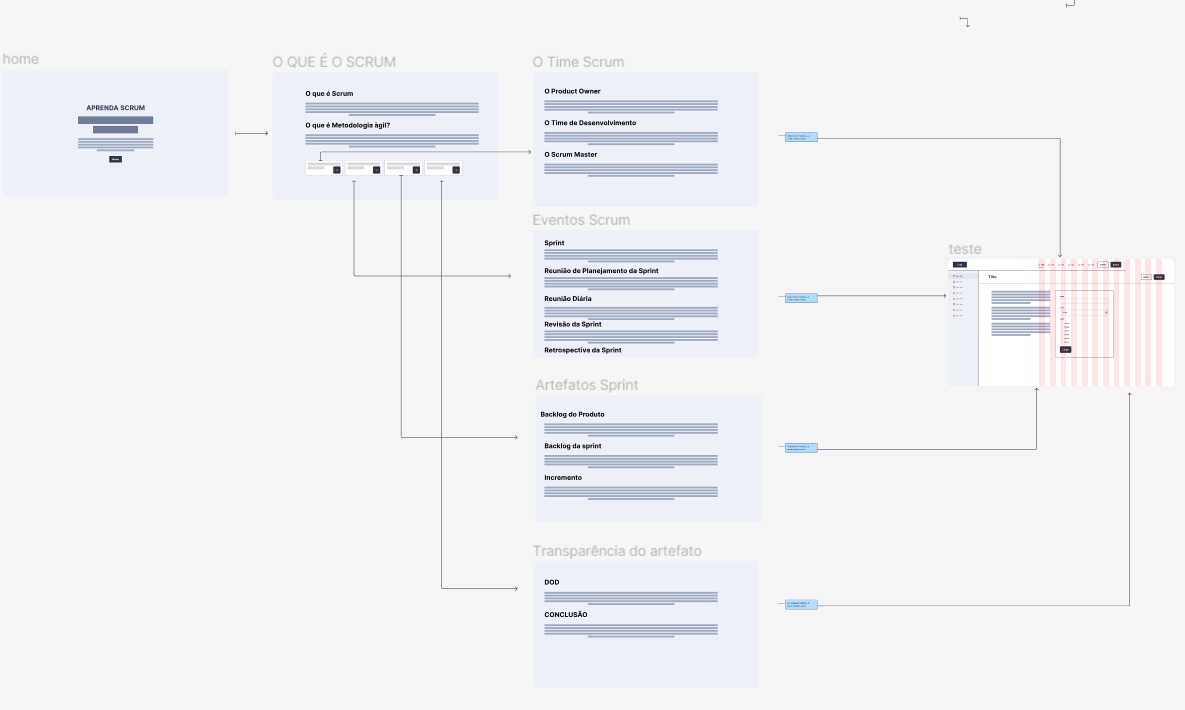 home
APRENDA SCRUM
O QUE É O SCRUM
O que é Scrum
O que é Metodologia àgil?
O Time Scrum
O Product Owner
O Time de Desenvolvimento
O Scrum Master
Eventos Scrum
Sprint
Reunião de Planejamento da Sprint
Reunião Diária
Revisão da Sprint
Retrospectiva da Sprint
Artefatos Sprint
Backlog do Produto
Backlog da sprint
Incremento
Transparência do artefato
DOD
CONCLUSÃO
teste
Title